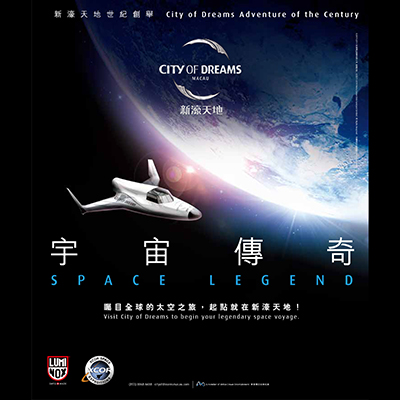 新濠天地世紀創舉 City of Dreams Adventure of the Century
CITY OF DREAMS
MACAU
新濠天地
宇宙傳奇
SPACE LEGEND
矚目全球的太空之旅，起點就在新濠天地！
Visit City of Dreams to begin your legendary space voyage.
LUMI
NOX
XCOR